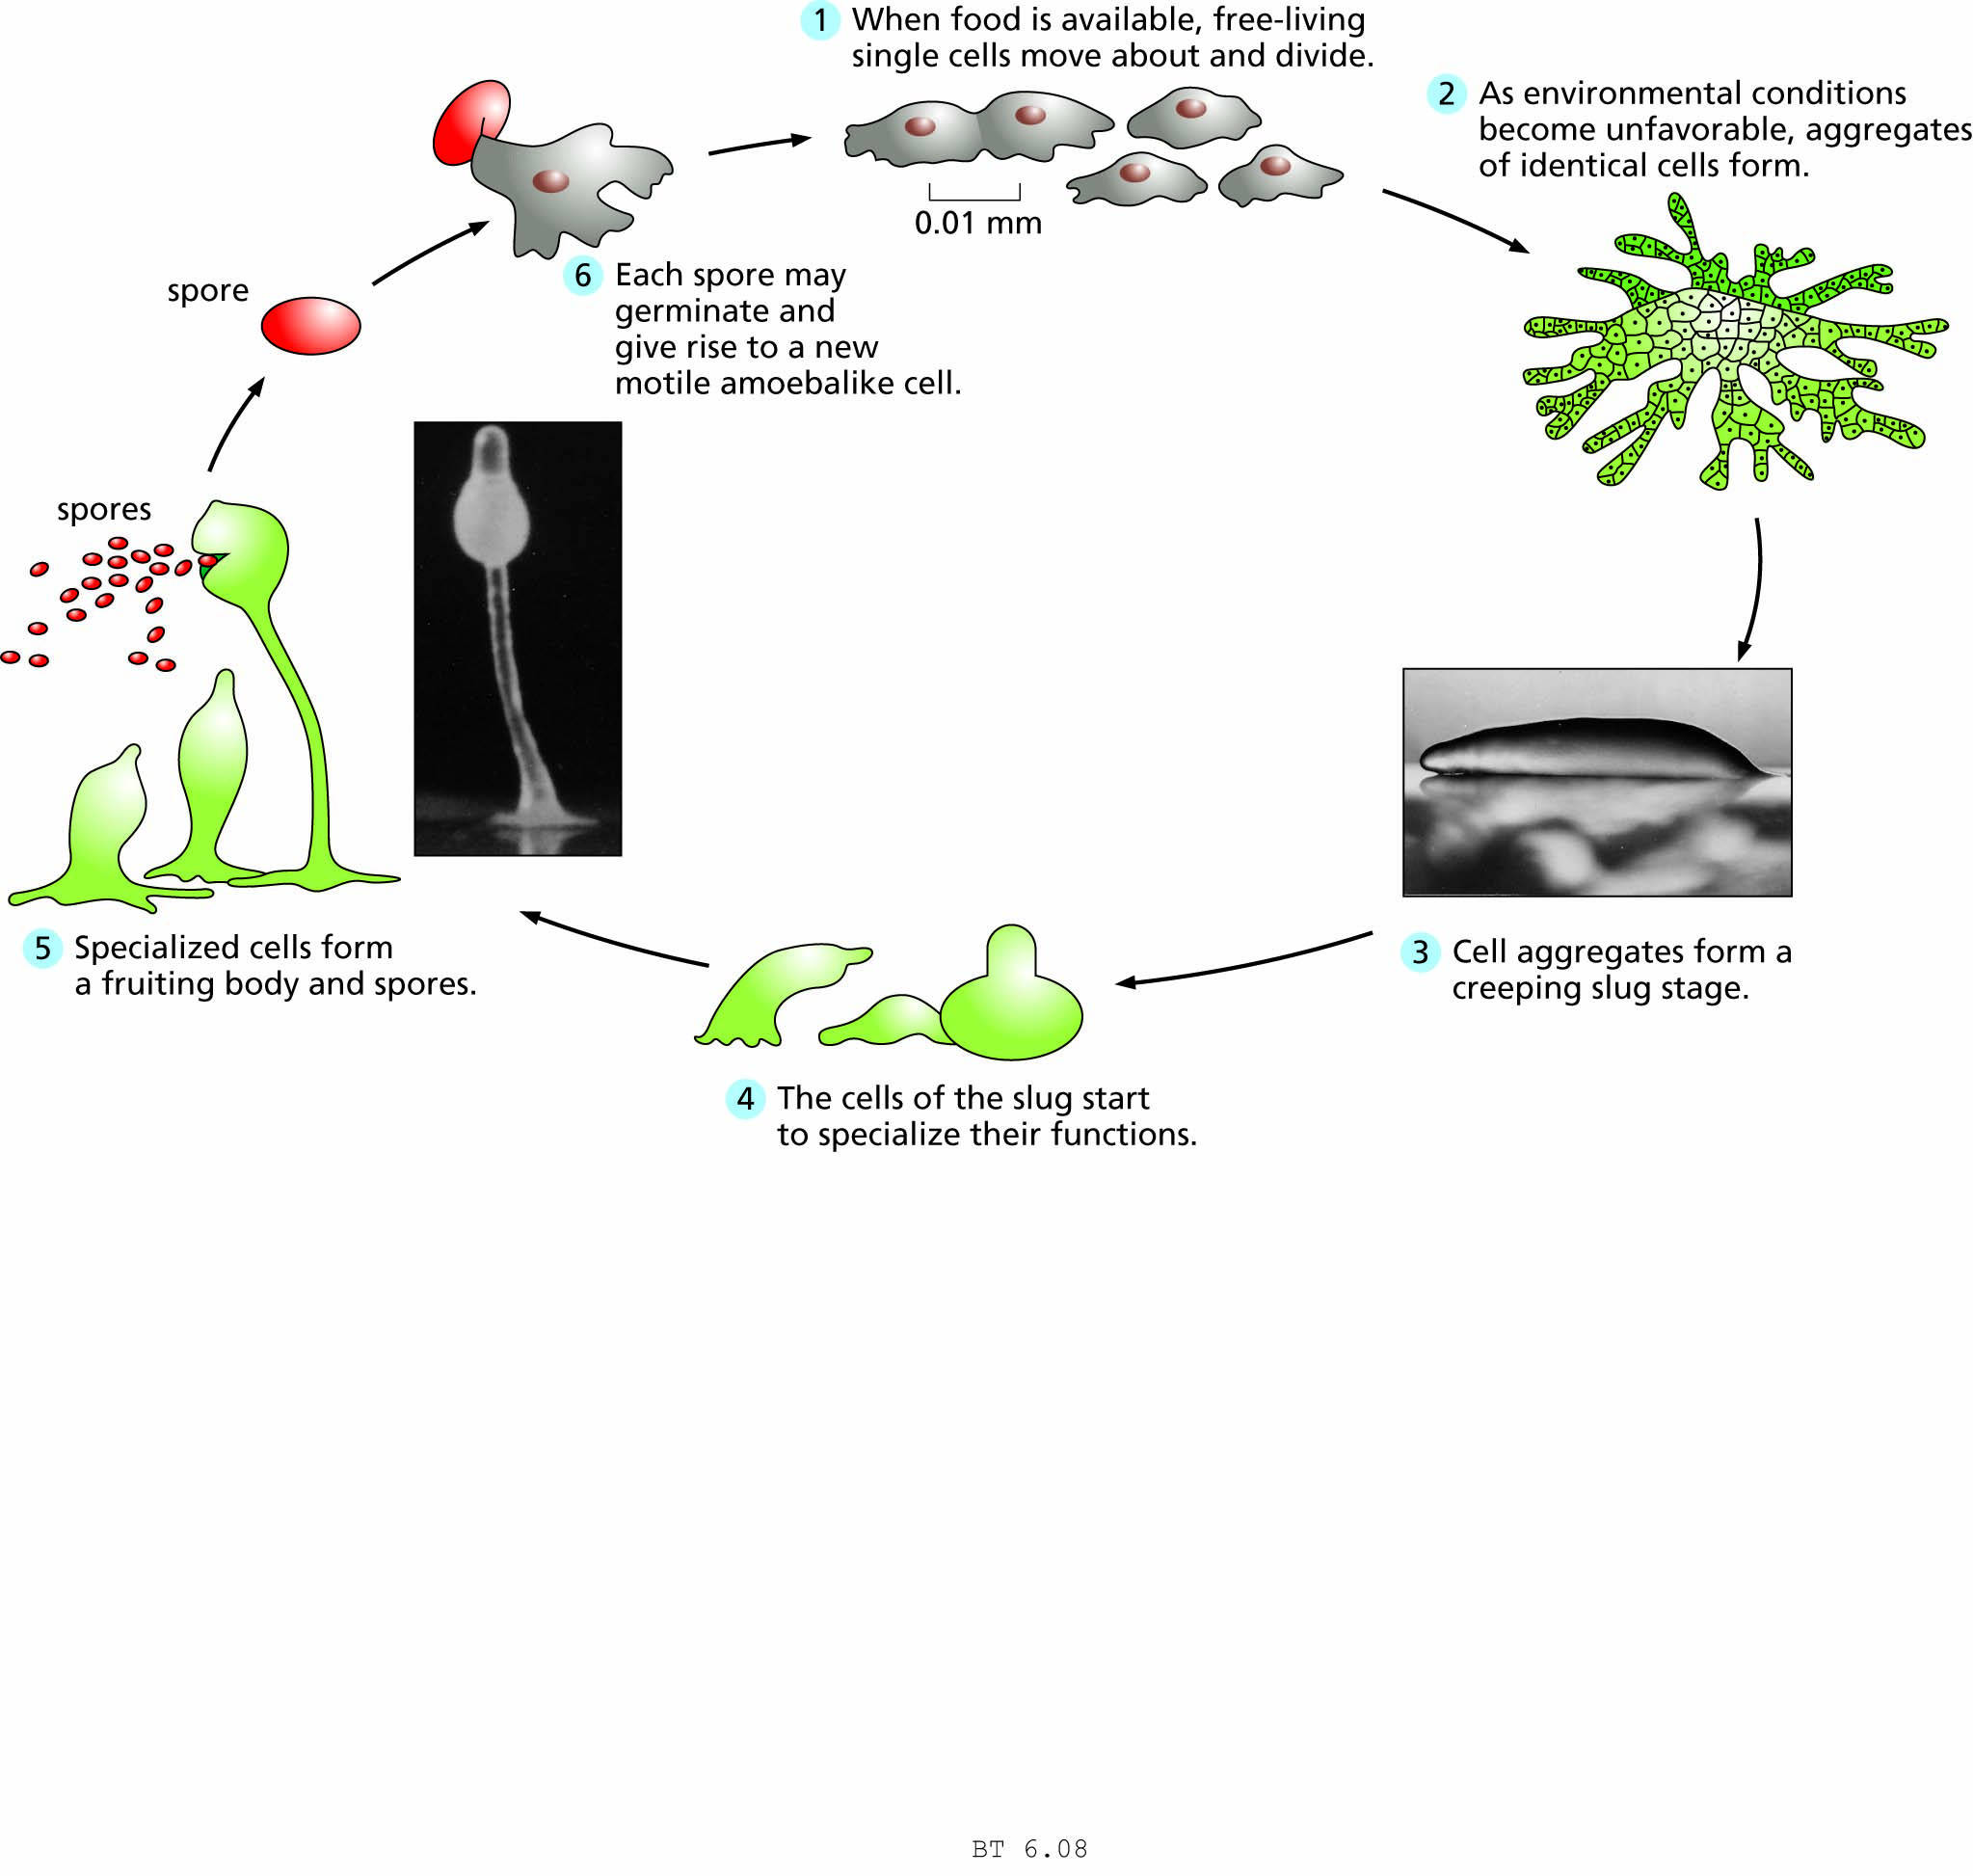 1 When food is available, free-living
single cells move about and divide.
0.01 mm
2 As environmental conditions
become unfavorable, aggregates
of identical cells form.
3 Cell aggregates form a
creeping slug stage.
4 The cells of the slug start
to specialize their functions.
5 Specialized cells form
a fruiting body and spores.
spores
spore
6 Each spore may
germinate and
give rise to a new
motile amoebalike cell.
BT 6.08